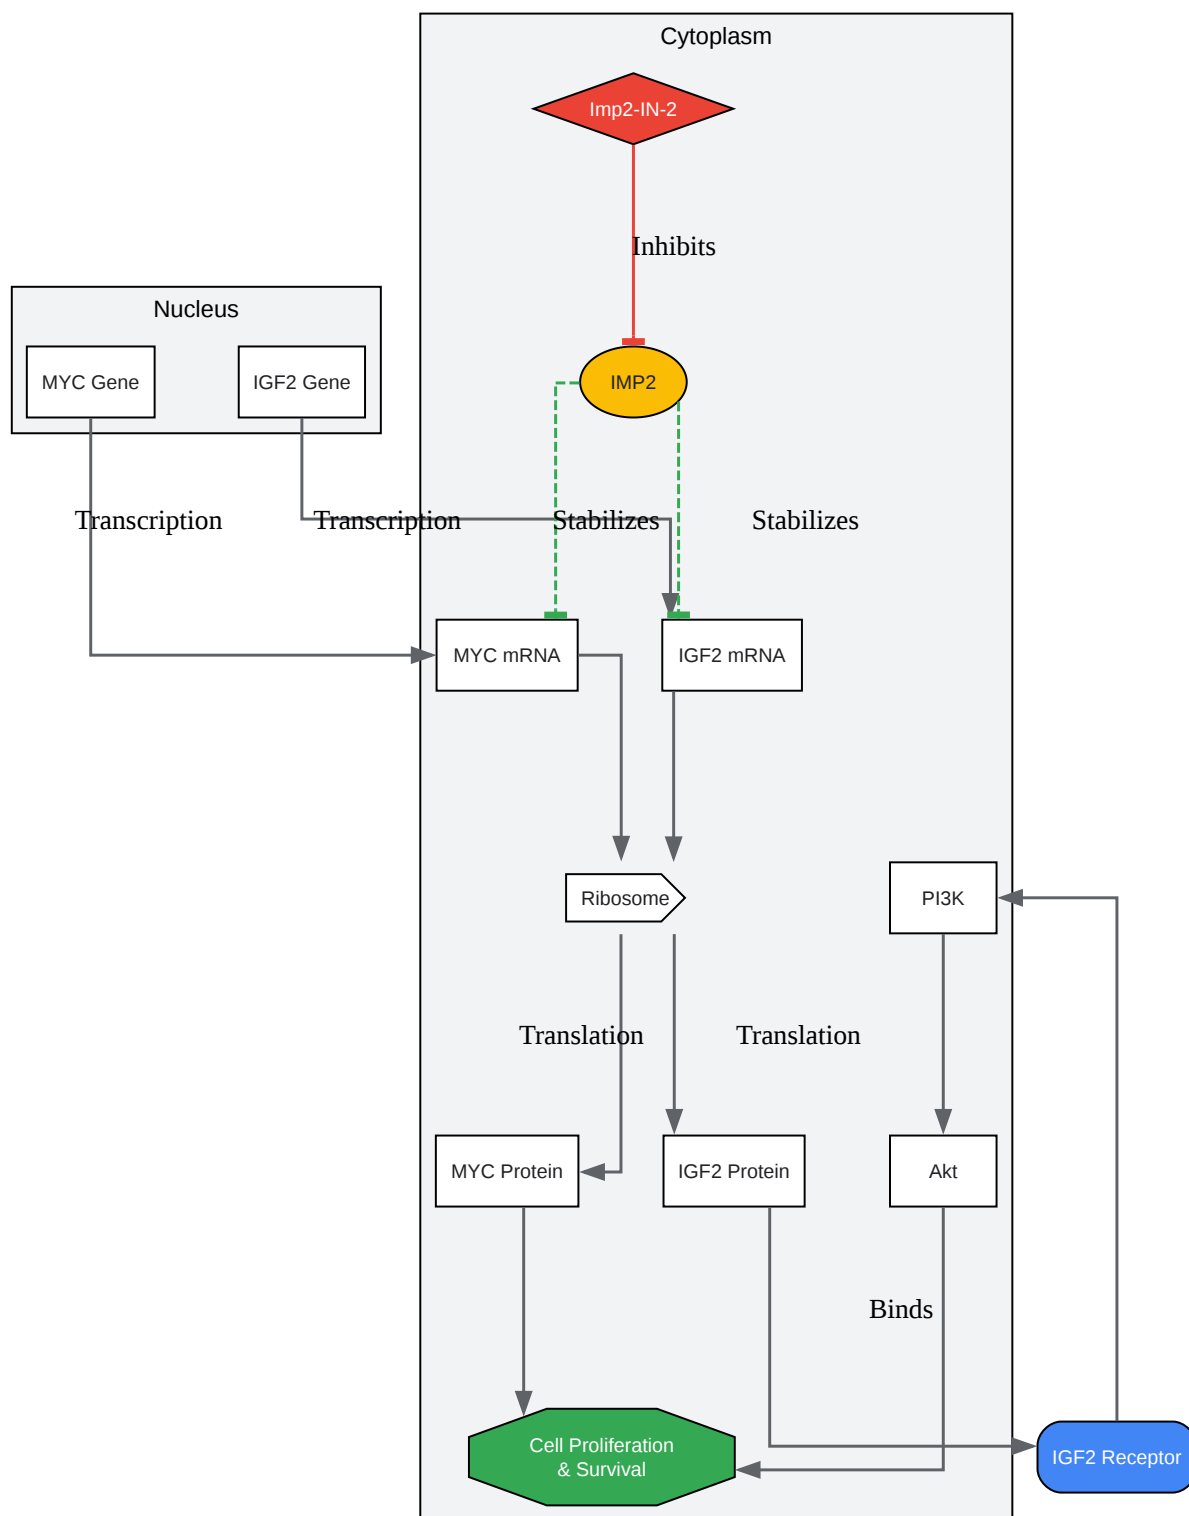 Cytoplasm
Imp2-IN-2
Inhibits
Nucleus
MYC Gene
IGF2 Gene
IMP2
Transcription
Transcription
Stabilizes
Stabilizes
MYC mRNA
IGF2 mRNA
Ribosome
PI3K
Translation
Translation
MYC Protein
IGF2 Protein
Akt
Binds
Cell Proliferation
& Survival
IGF2 Receptor